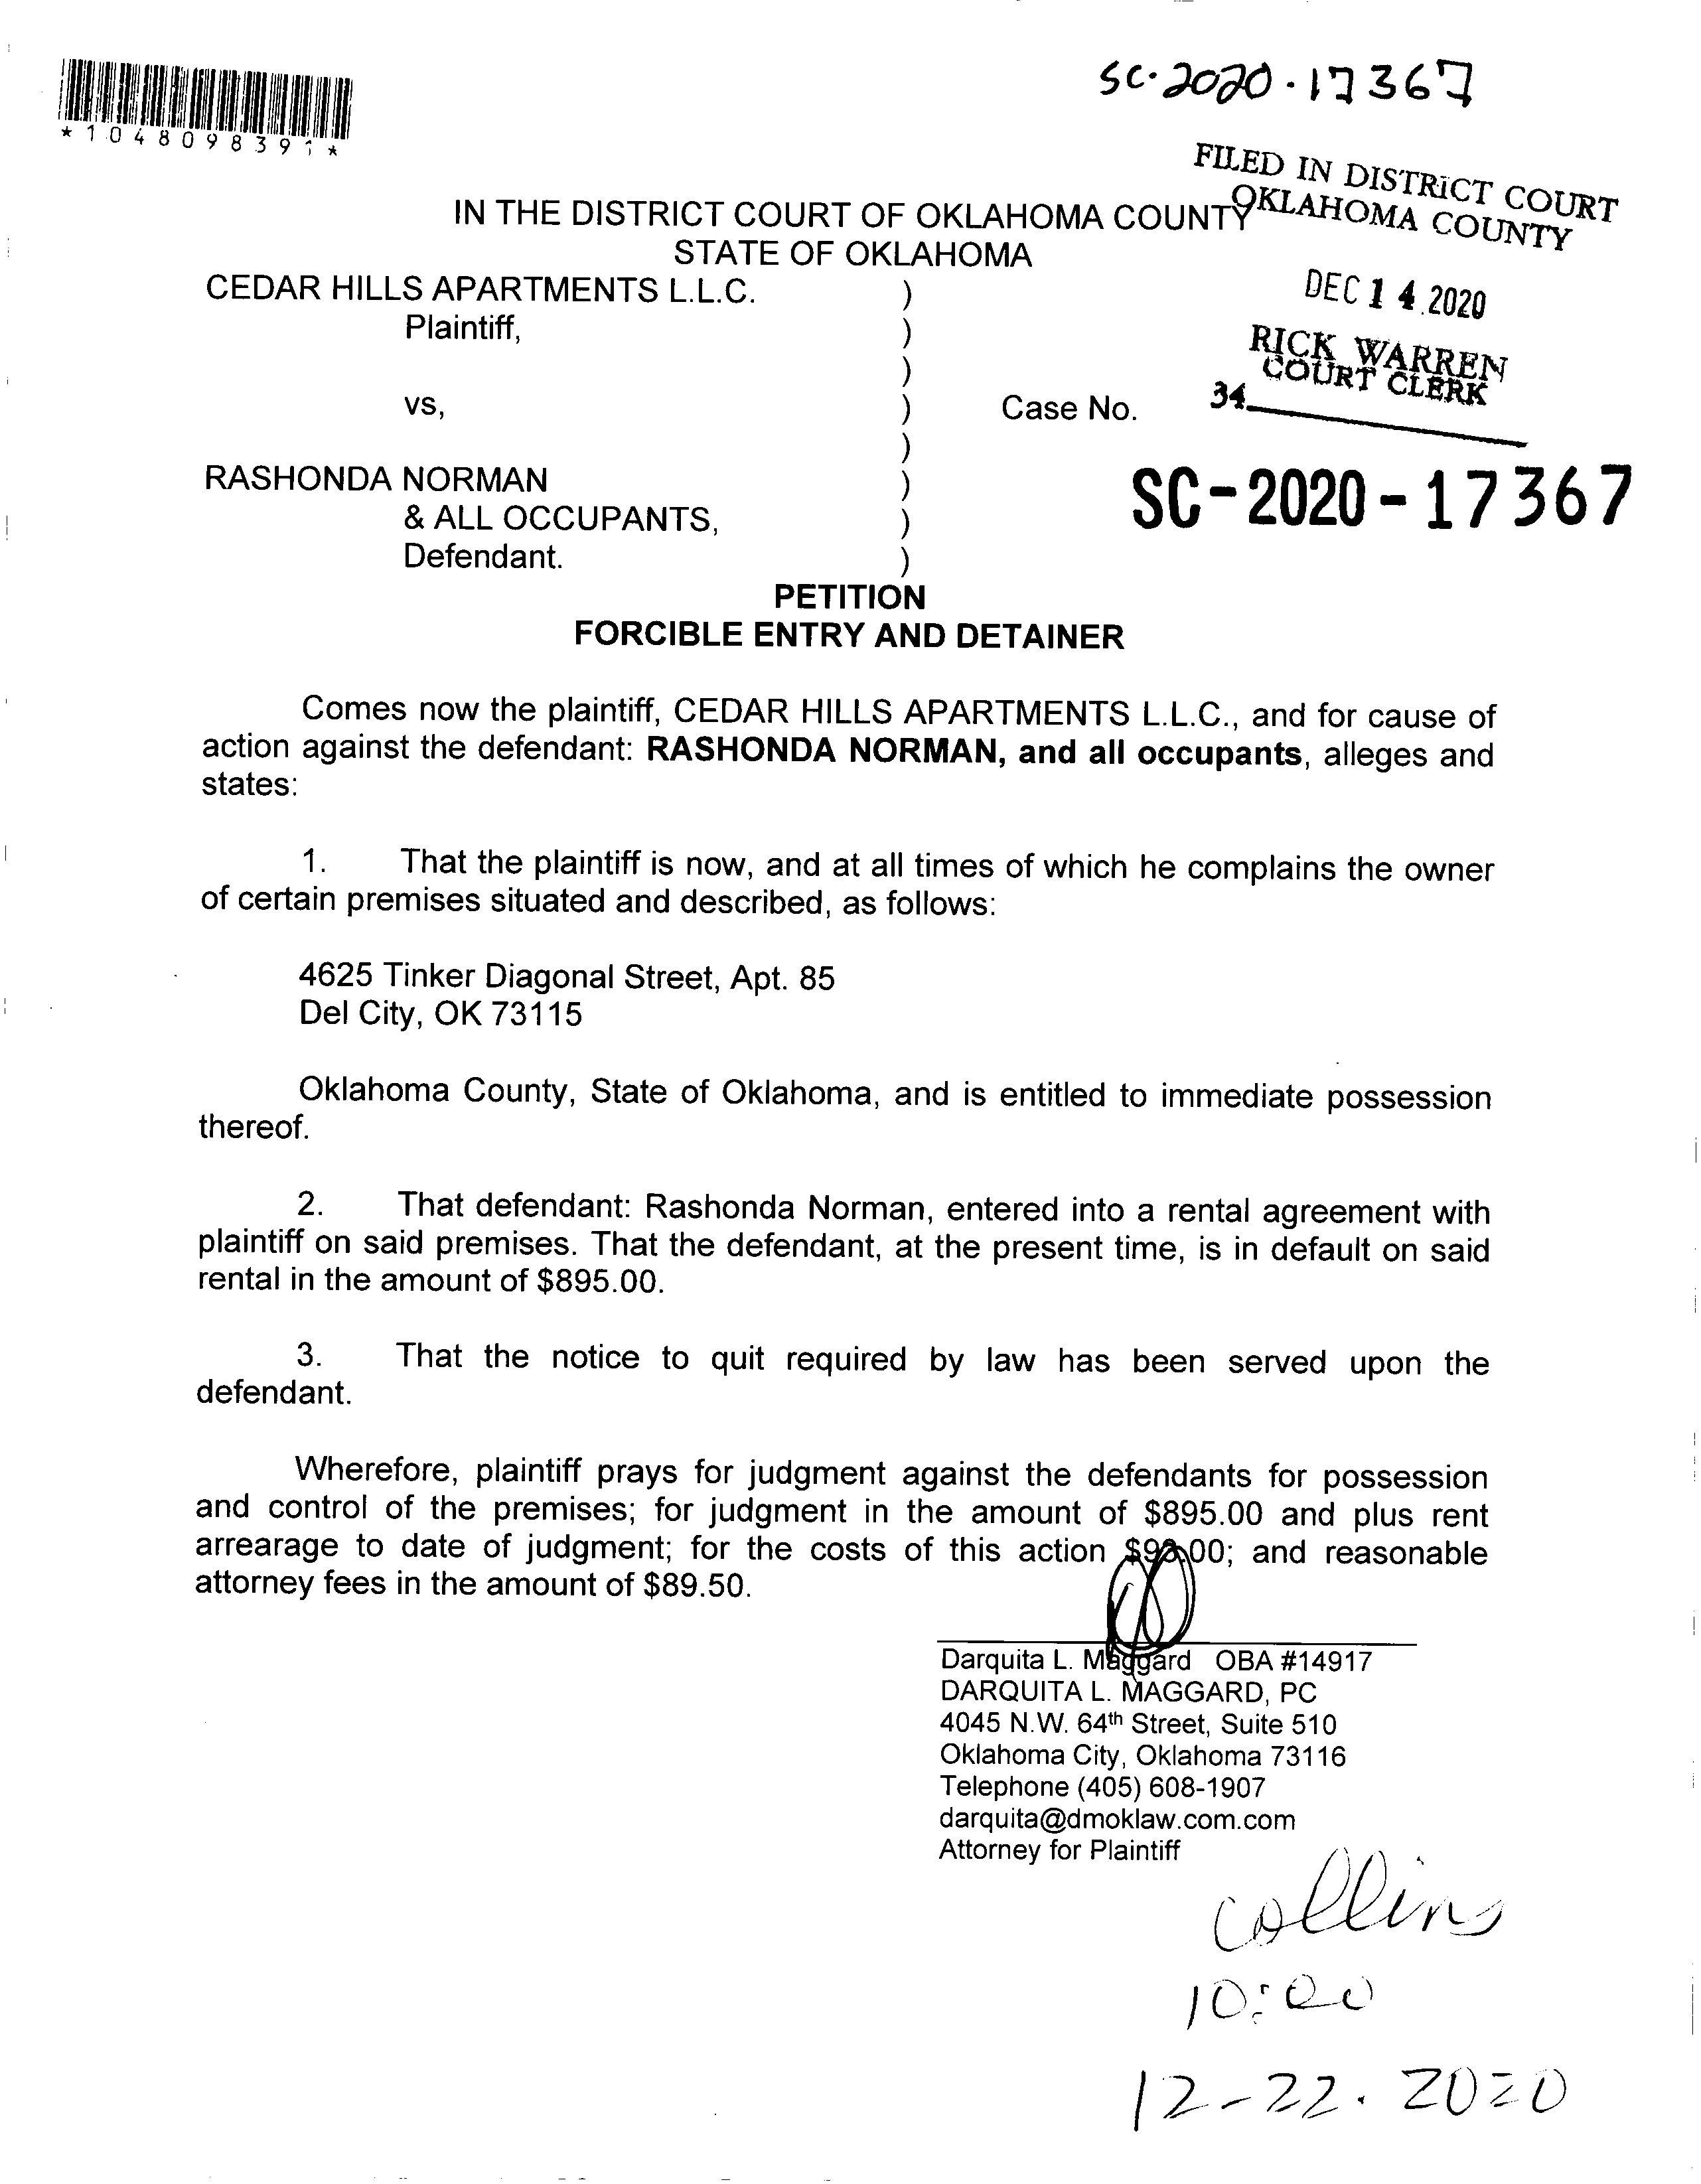 SC-2020-17367
*1048098391*
FILED IN DISTRICT COURT
OKLAHOMA COUNTY
IN THE DISTRICT COURT OF OKLAHOMA COUNTY
STATE OF OKLAHOMA
DEC 14 2020
RICK WARREN
COURT CLERK
34
CEDAR HILLS APARTMENTS L.L.C. )
Plaintiff, )
)
vs, ) Case No.
)
RASHONDA NORMAN ) SC-2020-17367
& ALL OCCUPANTS, )
Defendant. )
PETITION
FORCIBLE ENTRY AND DETAINER
Comes now the plaintiff, CEDAR HILLS APARTMENTS L.L.C., and for cause of
action against the defendant: RASHONDA NORMAN, and all occupants, alleges and
states:
1. That the plaintiff is now, and at all times of which he complains the owner
of certain premises situated and described, as follows:
4625 Tinker Diagonal Street, Apt. 85
Del City, OK 73115
Oklahoma County, State of Oklahoma, and is entitled to immediate possession
thereof.
2. That defendant: Rashonda Norman, entered into a rental agreement with
plaintiff on said premises. That the defendant, at the present time, is in default on said
rental in the amount of $895.00.
3. That the notice to quit required by law has been served upon the
defendant.
Wherefore, plaintiff prays for judgment against the defendants for possession
and control of the premises; for judgment in the amount of $895.00 and plus rent
arrearage to date of judgment; for the costs of this action and reasonable
attorney fees in the amount of $89.50.
Darquita L. Maggard OBA #14917
DARQUITA L. MAGGARD, PC
4045 N.W. 64th Street, Suite 510
Oklahoma City, Oklahoma 73116
Telephone (405) 608-1907
darquita@dmoklaw.com.com
Attorney for Plaintiff
Collins
10:00
12-22.2020